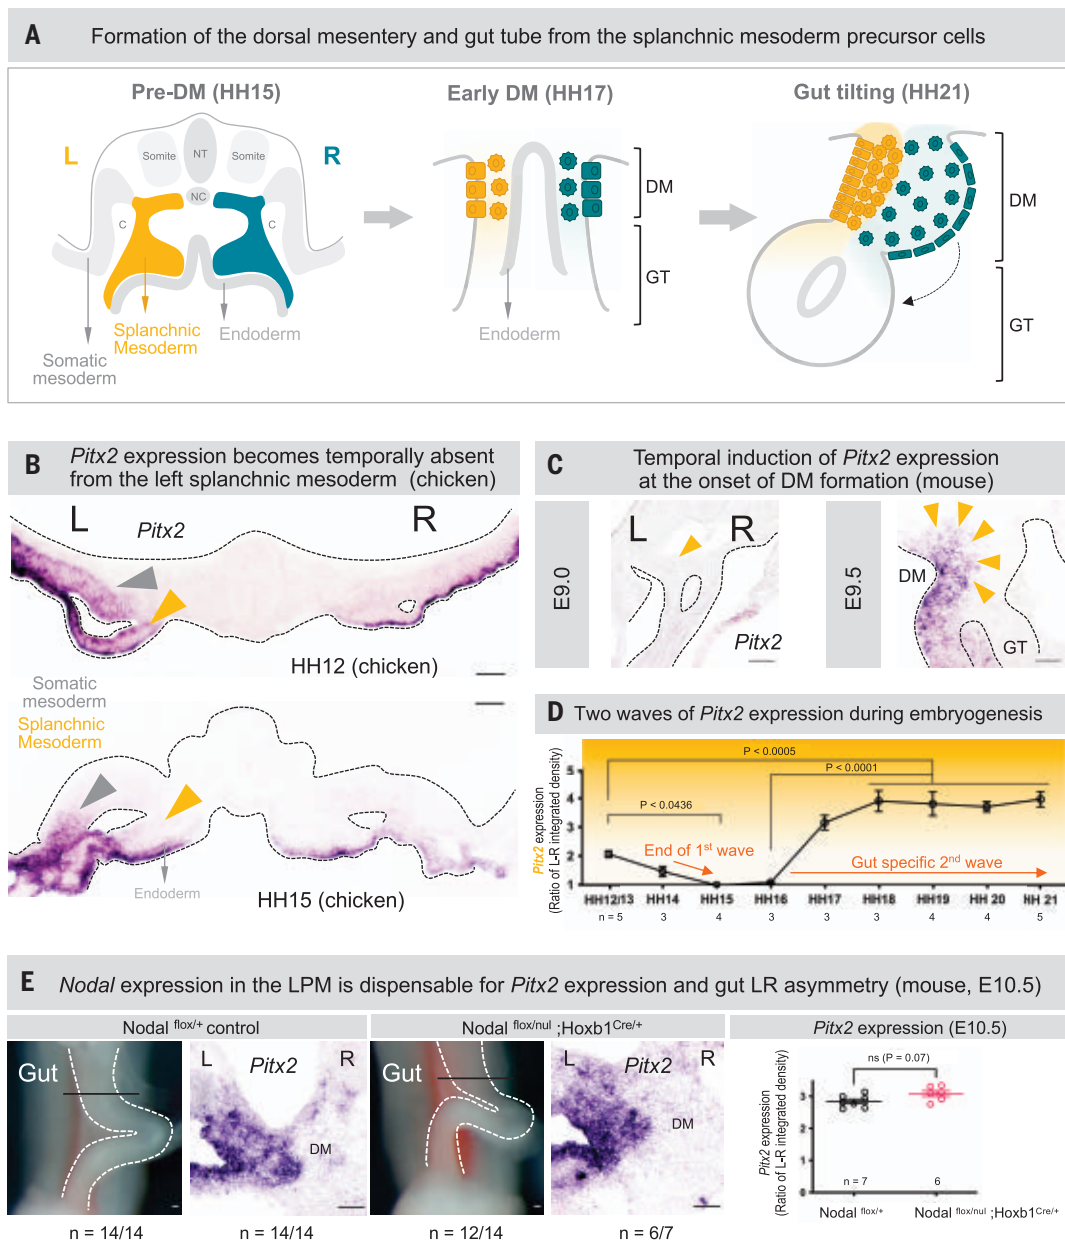 A Formation of the dorsal mesentery and gut tube from the splanchnic mesoderm precursor cells
Pre-DM (HH15)
Early DM (HH17)
Gut tilting (HH21)
L
Somite
NT
Somite
R
NC
C
C
DM
GT
DM
GT
Splanchnic
Mesoderm
Endoderm
Endoderm
Somatic
mesoderm
B Pitx2 expression becomes temporally absent
from the left splanchnic mesoderm (chicken)
L
R
Pitx2
HH12 (chicken)
Somatic
mesoderm
Splanchnic
Mesoderm
Endoderm
HH15 (chicken)
C Temporal induction of Pitx2 expression
at the onset of DM formation (mouse)
E9.0
L
R
Pitx2
E9.5
DM
GT
D Two waves of Pitx2 expression during embryogenesis
Pitx2 expression
(Ratio of L-R integrated density)
5
4
3
2
1
P < 0.0005
P < 0.0001
P < 0.0436
End of 1st wave
Gut specific 2nd wave
HH12/13 HH14 HH15 HH16 HH17 HH18 HH19 HH 20 HH 21
n = 5 3 4 3 3 3 4 4 5
E Nodal expression in the LPM is dispensable for Pitx2 expression and gut LR asymmetry (mouse, E10.5)
Nodal flox/+ control
Nodal flox/nul ;Hoxb1Cre/+
Pitx2 expression (E10.5)
Gut
L
Pitx2
R
DM
Gut
L
Pitx2
R
DM
n = 14/14
n = 14/14
n = 12/14
n = 6/7
Pitx2 expression
(Ratio of L-R integrated density)
3
2
1
0
ns (P = 0.07)
n = 7
6
Nodal flox/+
Nodal flox/nul ;Hoxb1Cre/+